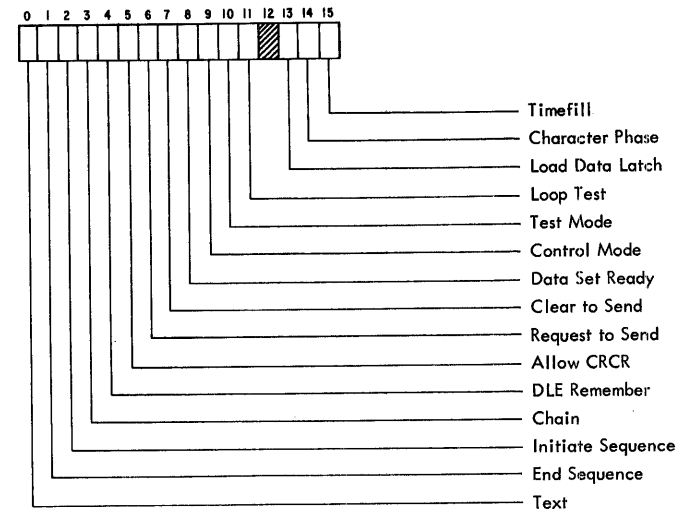 0 1 2 3 4 5 6 7 8 9 10 11 12 13 14 15
Timefill
Character Phase
Load Data Latch
Loop Test
Test Mode
Control Mode
Data Set Ready
Clear to Send
Request to Send
Allow CRCR
DLE Remember
Chain
Initiate Sequence
End Sequence
Text